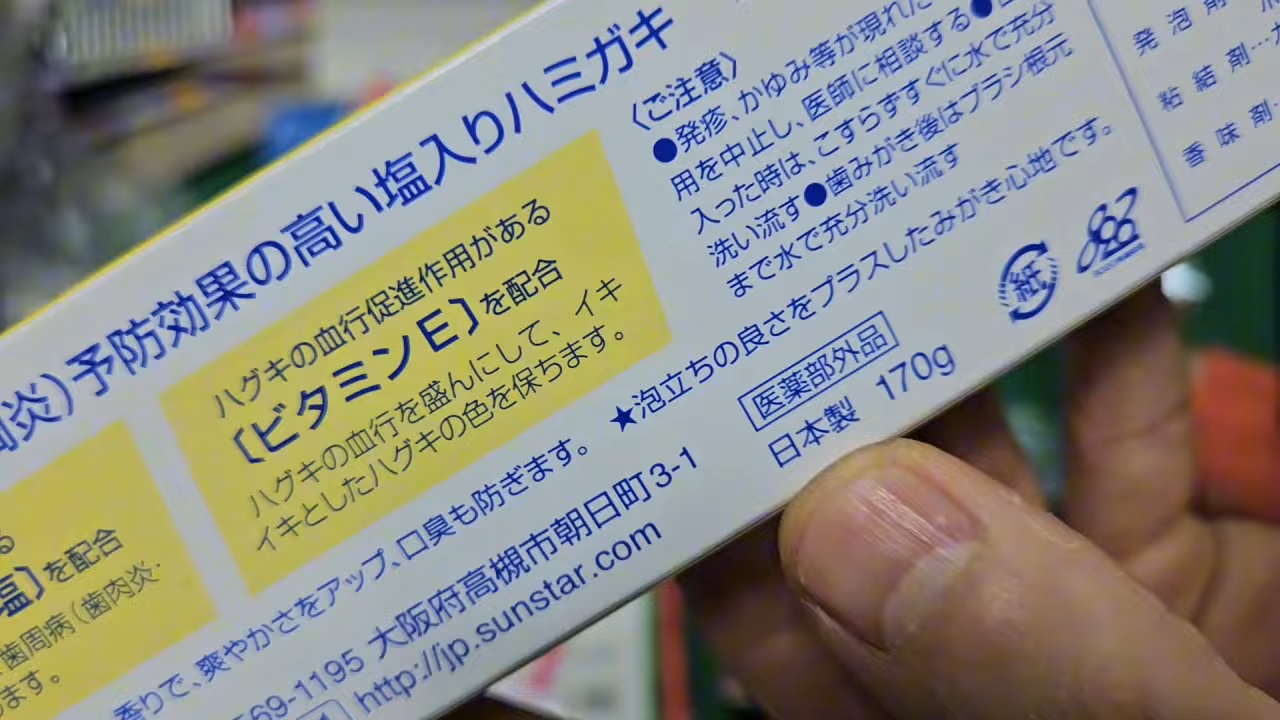 炎)予防効果の高い塩入りハミガキ
を配合
歯周病(歯肉炎・
ます。
ハグキの血行促進作用がある
〔ビタミンE〕を配合
ハグキの血行を盛んにして、イキ
イキとしたハグキの色を保ちます。
〈ご注意〉
●発疹、かゆみ等が現れた
用を中止し、医師に相談する●
入った時は、こすらずすぐに水で充分
洗い流す●歯みがき後はブラシ根元
まで水で充分洗い流す
香りで、爽やかさをアップ、口臭も防ぎます。 ★泡立ちの良さをプラスしたみがき心地です。
569-1195 大阪府高槻市朝日町3-1
http://jp.sunstar.com
医薬部外品
日本製 170g
紙
発泡剤
粘結剤…
香味剤